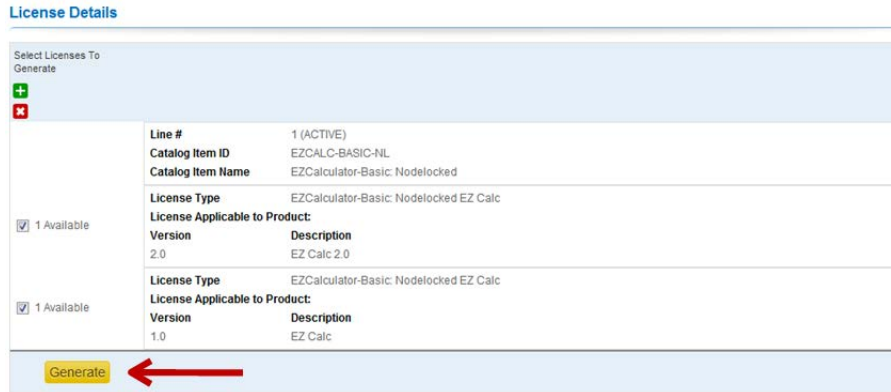 License Details
Select Licenses To
Generate
Line # 1 (ACTIVE)
Catalog Item ID EZCALC-BASIC-NL
Catalog Item Name EZCalculator-Basic: Nodelocked
1 Available
License Type EZCalculator-Basic: Nodelocked EZ Calc
License Applicable to Product:
Version Description
2.0 EZ Calc 2.0
1 Available
License Type EZCalculator-Basic: Nodelocked EZ Calc
License Applicable to Product:
Version Description
1.0 EZ Calc
Generate